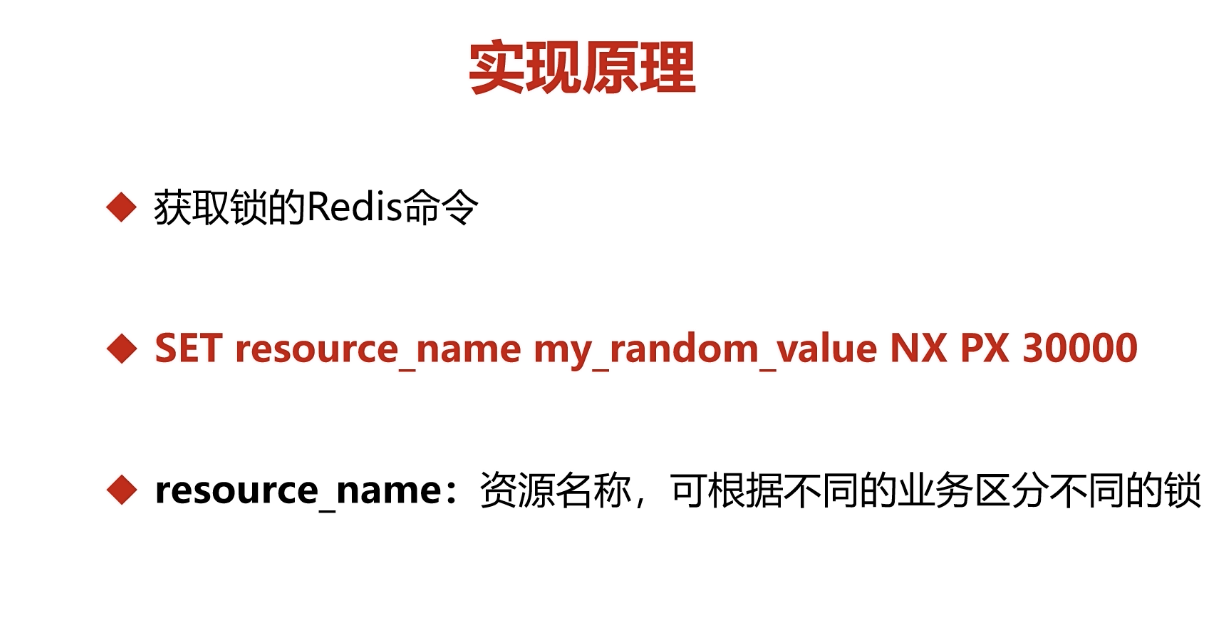 实现原理
获取锁的Redis命令
SET resource_name my_random_value NX PX 30000
resource_name：资源名称，可根据不同的业务区分不同的锁